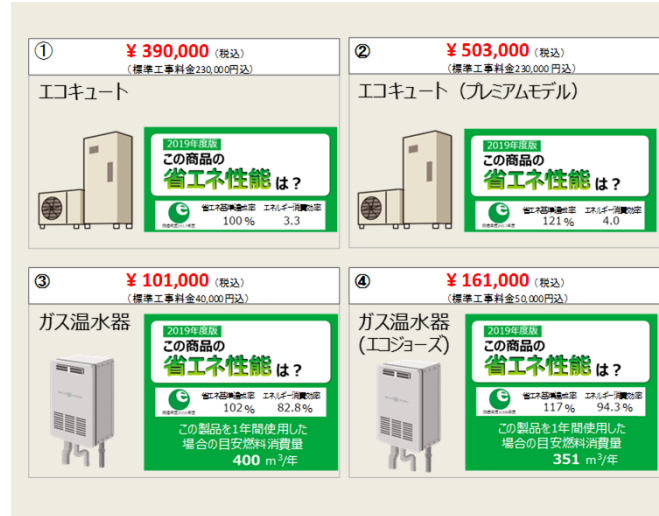 ①
¥ 390,000（税込）
（標準工事料金230,000円込）
エコキュート
2019年度版
この商品の
省エネ性能は？
省エネ基準達成率 エネルギー消費効率
100% 3.3
②
¥ 503,000（税込）
（標準工事料金230,000円込）
エコキュート（プレミアムモデル）
2019年度版
この商品の
省エネ性能は？
省エネ基準達成率 エネルギー消費効率
121% 4.0
③
¥ 101,000（税込）
（標準工事料金40,000円込）
ガス温水器
2019年度版
この商品の
省エネ性能は？
省エネ基準達成率 エネルギー消費効率
102% 82.8%
この製品を1年間使用した
場合の目安燃料消費量
400 m³/年
④
¥ 161,000（税込）
（標準工事料金50,000円込）
ガス温水器
(エコジョーズ)
2019年度版
この商品の
省エネ性能は？
省エネ基準達成率 エネルギー消費効率
117% 94.3%
この製品を1年間使用した
場合の目安燃料消費量
351 m³/年